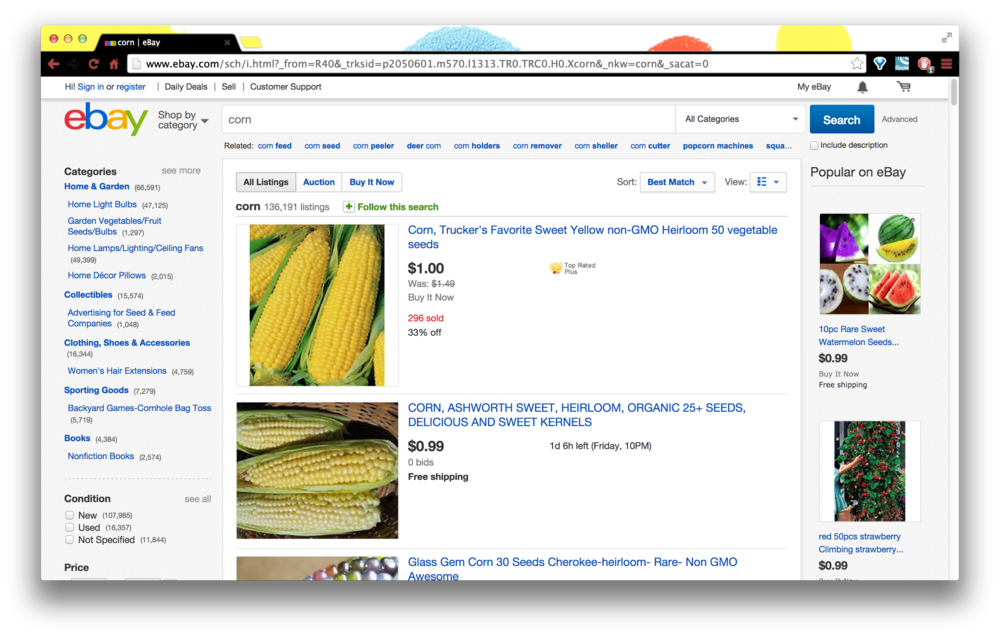 corn | eBay
www.ebay.com/sch/i.html?_from=R40&_trksid=p2050601.m570.l1313.TR0.TRC0.H0.Xcorn&_nkw=corn&_sacat=0
Hi! Sign in or register | Daily Deals | Sell | Customer Support
My eBay
ebay
Shop by
category
corn
All Categories
Search
Advanced
Related: corn feed corn seed corn peeler deer corn corn holders corn remover corn sheller corn cutter popcorn machines squa...
Include description
Categories
see more
Home & Garden (66,591)
Home Light Bulbs (47,125)
Garden Vegetables/Fruit
Seeds/Bulbs (1,297)
Home Lamps/Lighting/Ceiling Fans
(49,399)
Home Décor Pillows (2,015)
Collectibles (15,574)
Advertising for Seed & Feed
Companies (1,048)
Clothing, Shoes & Accessories
(16,344)
Women's Hair Extensions (4,759)
Sporting Goods (7,279)
Backyard Games-Cornhole Bag Toss
(5,719)
Books (4,384)
Nonfiction Books (2,574)
Condition
see all
New (107,985)
Used (16,357)
Not Specified (11,844)
Price
All Listings
Auction
Buy It Now
Sort: Best Match
View:
corn 136,191 listings
Follow this search
Corn, Trucker's Favorite Sweet Yellow non-GMO Heirloom 50 vegetable
seeds
$1.00
Top Rated
Plus
Was: $1.49
Buy It Now
296 sold
33% off
CORN, ASHWORTH SWEET, HEIRLOOM, ORGANIC 25+ SEEDS,
DELICIOUS AND SWEET KERNELS
$0.99
1d 6h left (Friday, 10PM)
0 bids
Free shipping
Glass Gem Corn 30 Seeds Cherokee-heirloom- Rare- Non GMO
Awesome
Popular on eBay
10pc Rare Sweet
Watermelon Seeds...
$0.99
Buy It Now
Free shipping
red 50pcs strawberry
Climbing strawberry...
$0.99